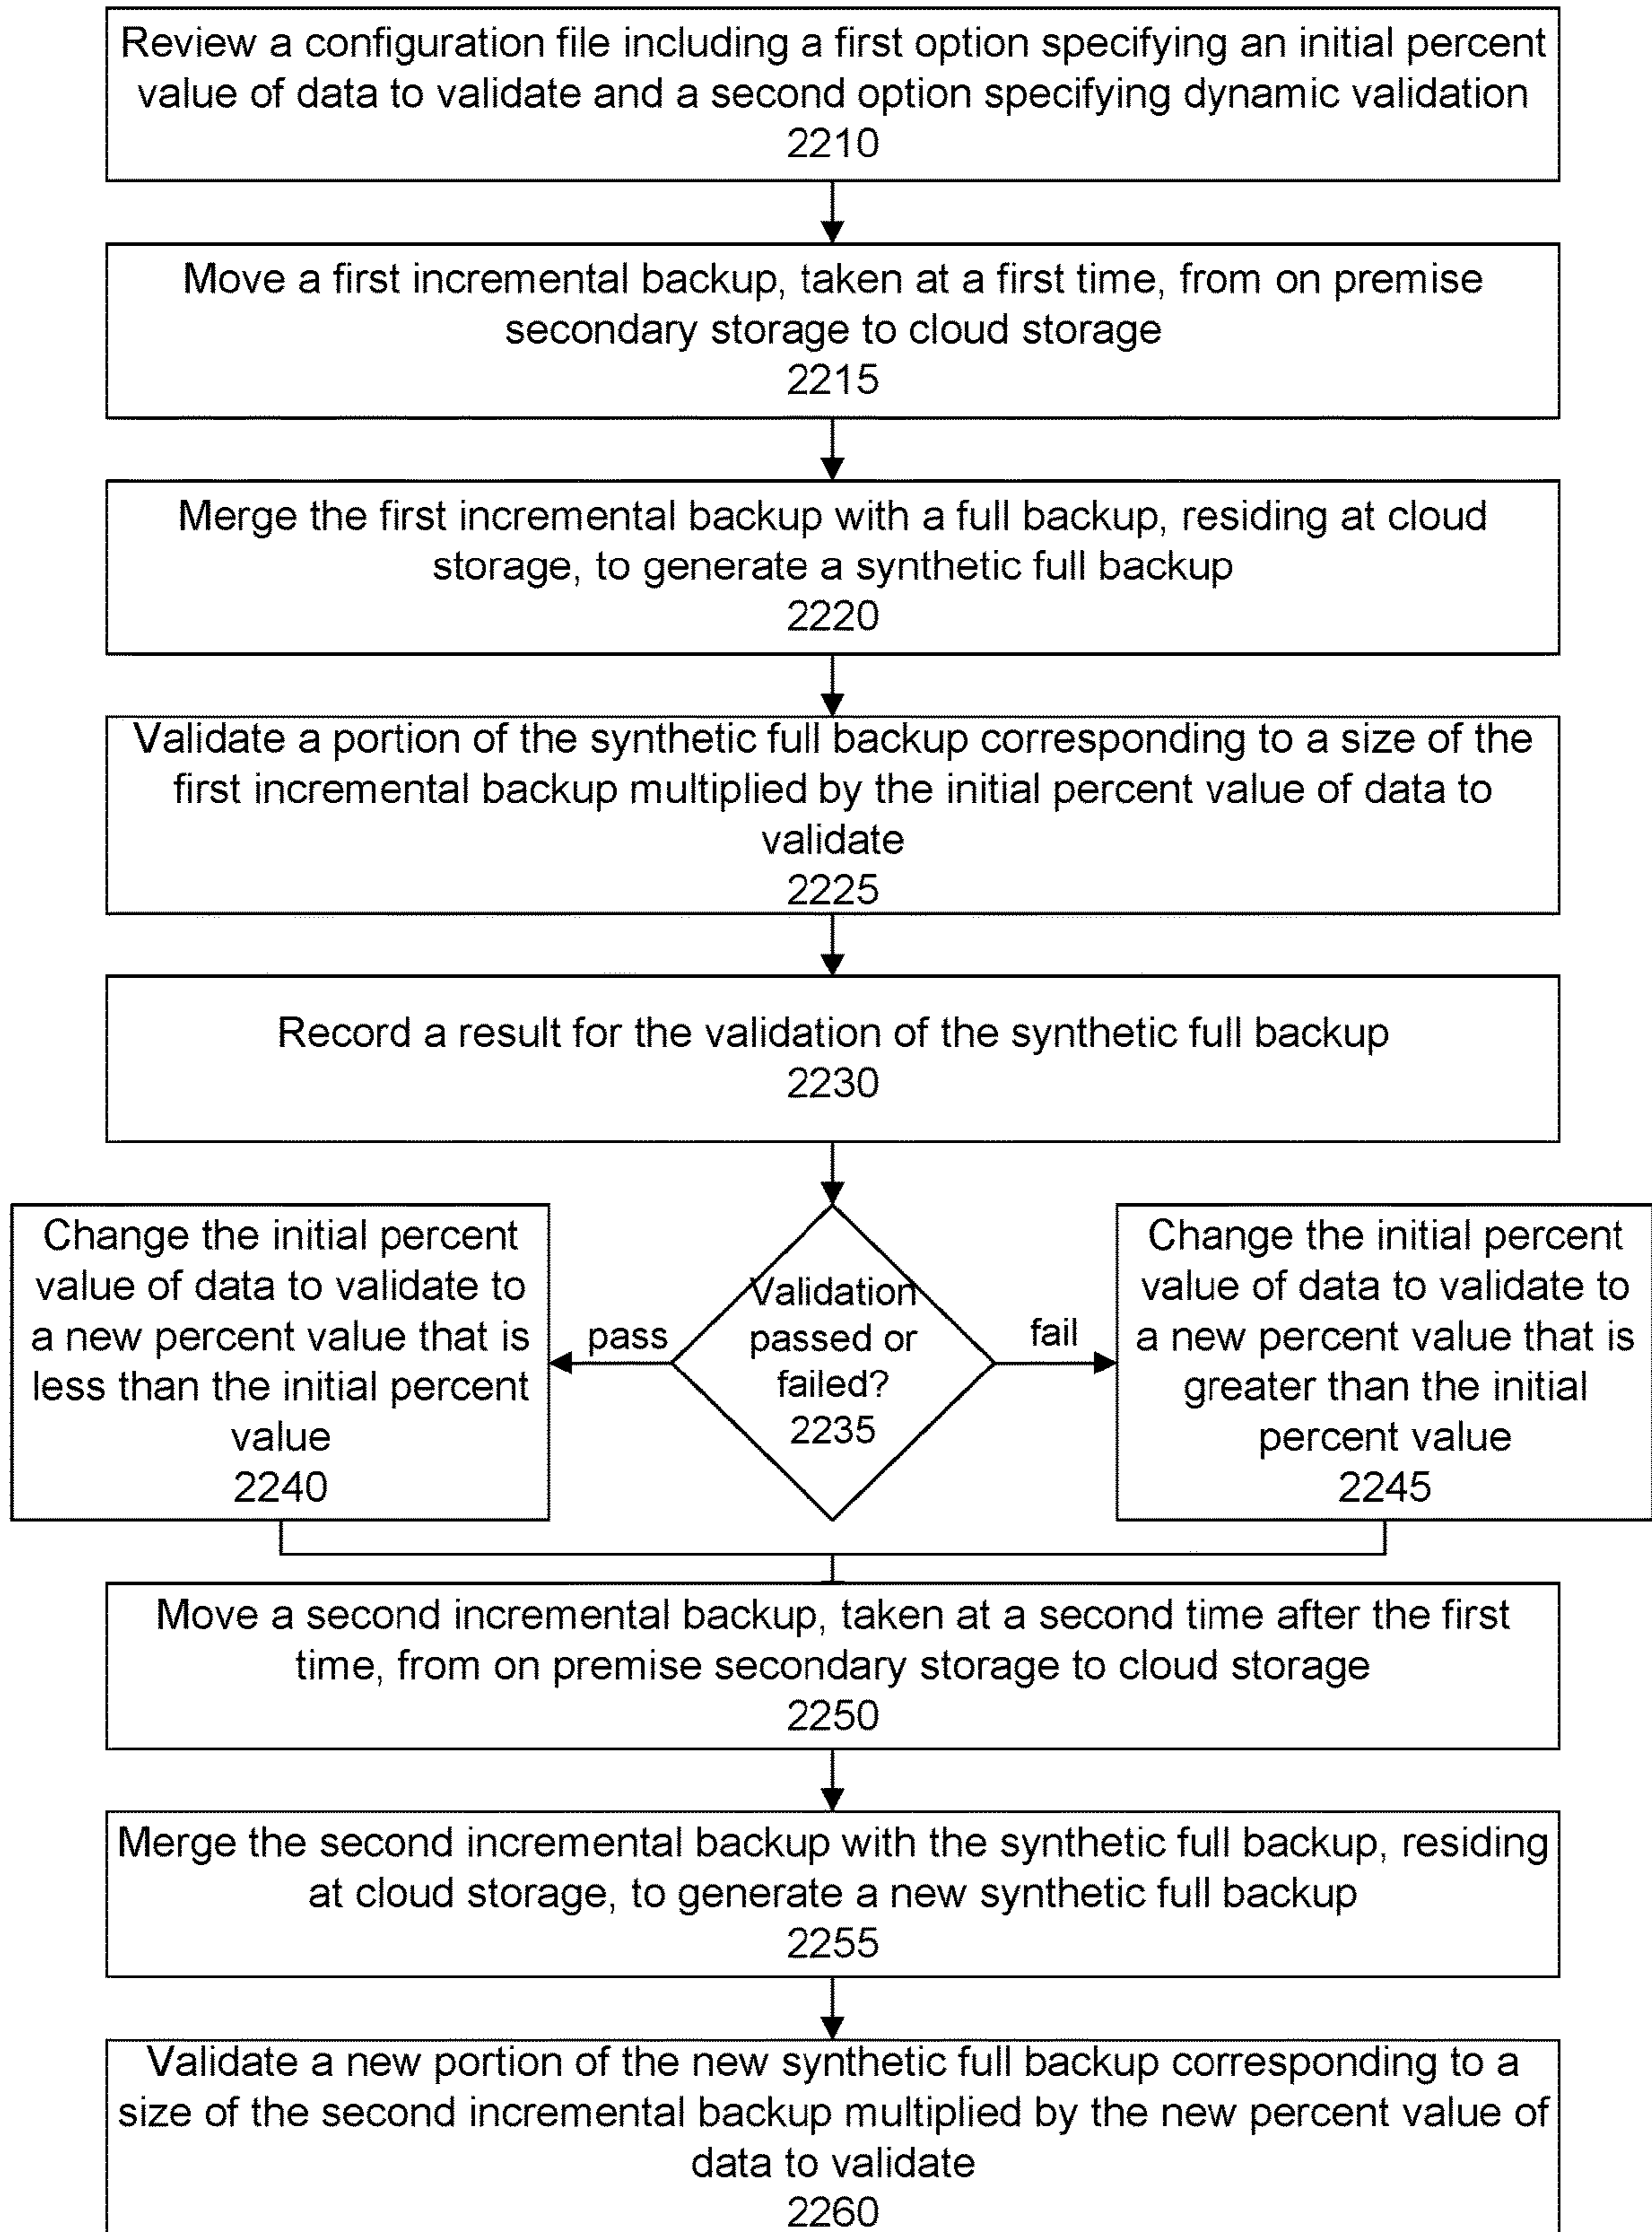 Review a configuration file including a first option specifying an initial percent
value of data to validate and a second option specifying dynamic validation
2210
Move a first incremental backup, taken at a first time, from on premise
secondary storage to cloud storage
2215
Merge the first incremental backup with a full backup, residing at cloud
storage, to generate a synthetic full backup
2220
Validate a portion of the synthetic full backup corresponding to a size of the
first incremental backup multiplied by the initial percent value of data to
validate
2225
Record a result for the validation of the synthetic full backup
2230
Change the initial percent
value of data to validate to
a new percent value that is
less than the initial percent
value
2240
pass
Validation
passed or
failed?
2235
fail
Change the initial percent
value of data to validate to
a new percent value that is
greater than the initial
percent value
2245
Move a second incremental backup, taken at a second time after the first
time, from on premise secondary storage to cloud storage
2250
Merge the second incremental backup with the synthetic full backup, residing
at cloud storage, to generate a new synthetic full backup
2255
Validate a new portion of the new synthetic full backup corresponding to a
size of the second incremental backup multiplied by the new percent value of
data to validate
2260